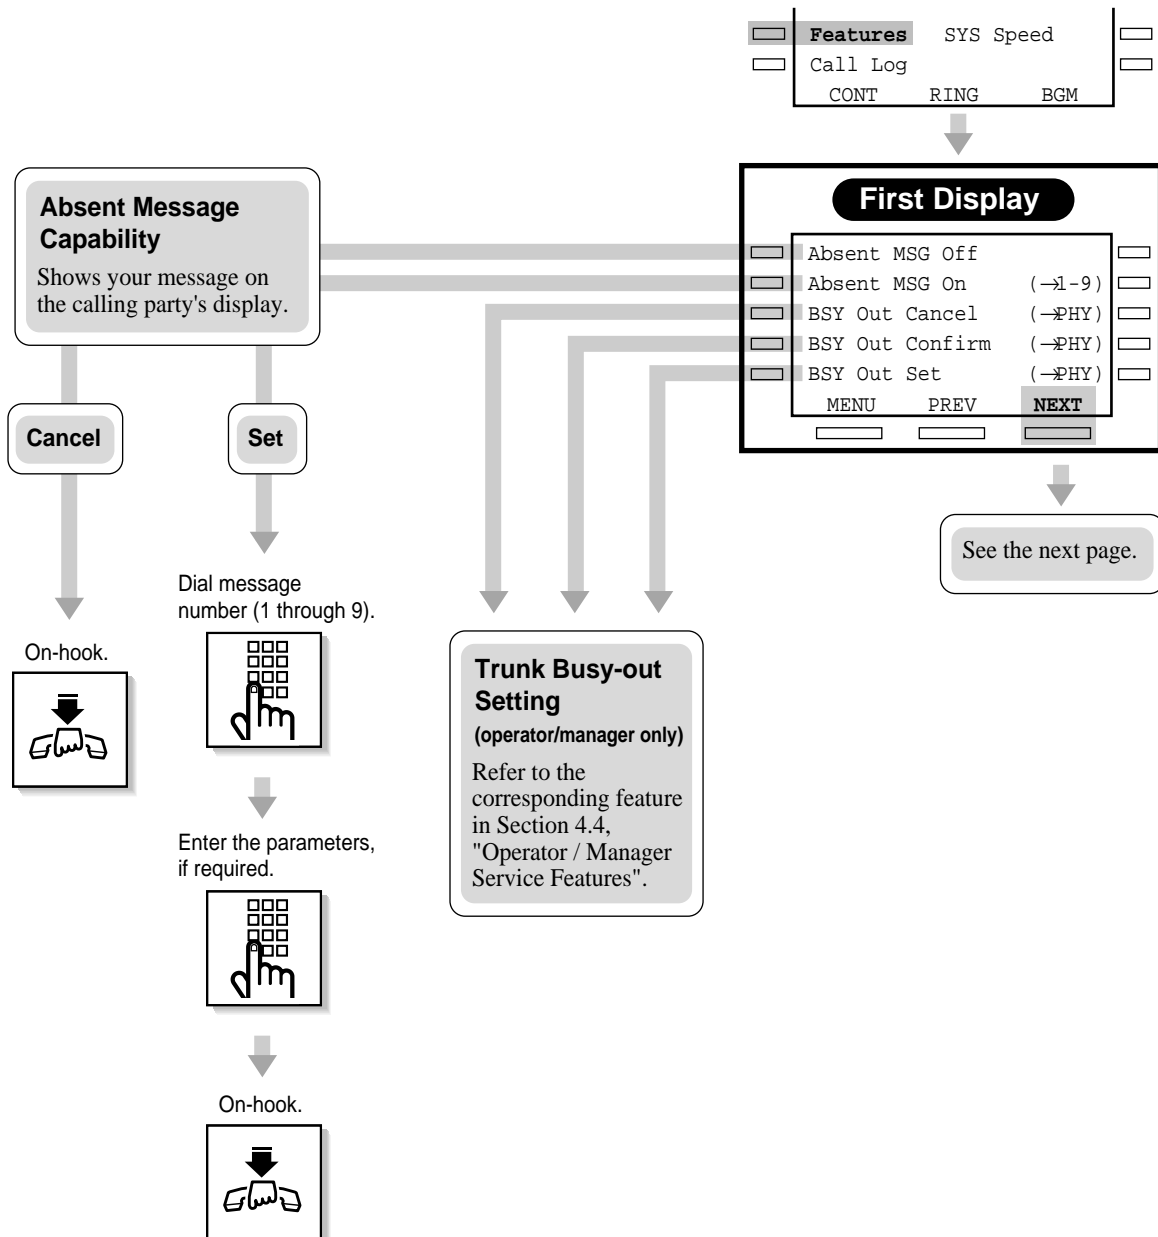 Features SYS Speed
Call Log
CONT RING BGM
First Display
Absent MSG Off
Absent MSG On (→1-9)
BSY Out Cancel (→PHY)
BSY Out Confirm (→PHY)
BSY Out Set (→PHY)
MENU PREV NEXT
See the next page.
Absent Message
Capability
Shows your message on
the calling party's display.
Cancel
Set
On-hook.
Dial message
number (1 through 9).
Enter the parameters,
if required.
On-hook.
Trunk Busy-out
Setting
(operator/manager only)
Refer to the
corresponding feature
in Section 4.4,
"Operator / Manager
Service Features".